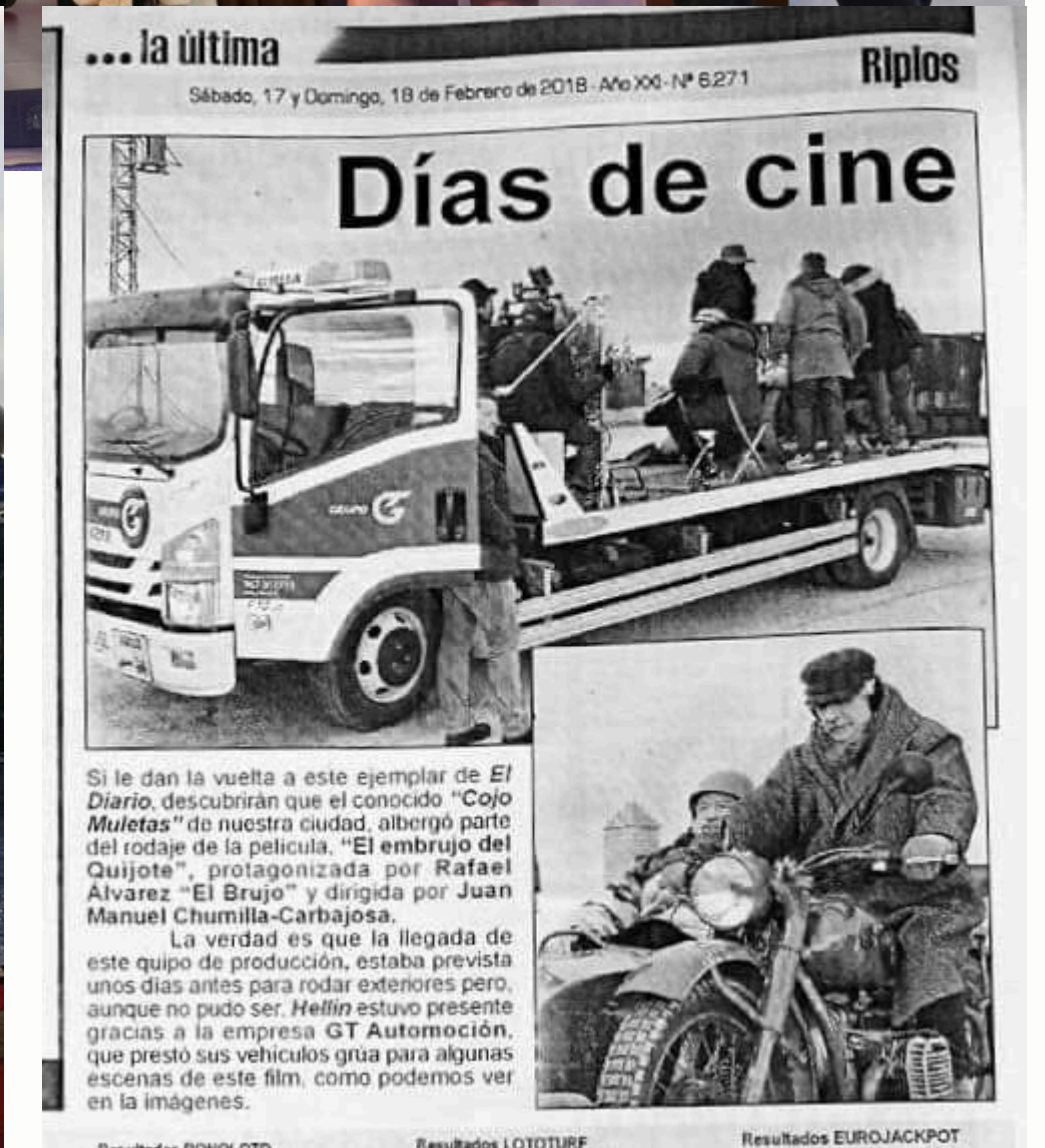 ... la última
Ripios
Sábado, 17 y Domingo, 18 de Febrero de 2018 - Año XXI - Nº 6.271
Días de cine
GRUPO G
Si le dan la vuelta a este ejemplar de El
Diario, descubrirán que el conocido "Cojo
Muletas" de nuestra ciudad, albergó parte
del rodaje de la película, "El embrujo del
Quijote", protagonizada por Rafael
Álvarez "El Brujo" y dirigida por Juan
Manuel Chumilla-Carbajosa.
La verdad es que la llegada de
este quipo de producción, estaba prevista
unos días antes para rodar exteriores pero,
aunque no pudo ser, Hellín estuvo presente
gracias a la empresa GT Automoción,
que prestó sus vehículos grúa para algunas
escenas de este film, como podemos ver
en la imágenes.
Resultados BONOLOTO
Resultados LOTOTURF
Resultados EUROJACKPOT